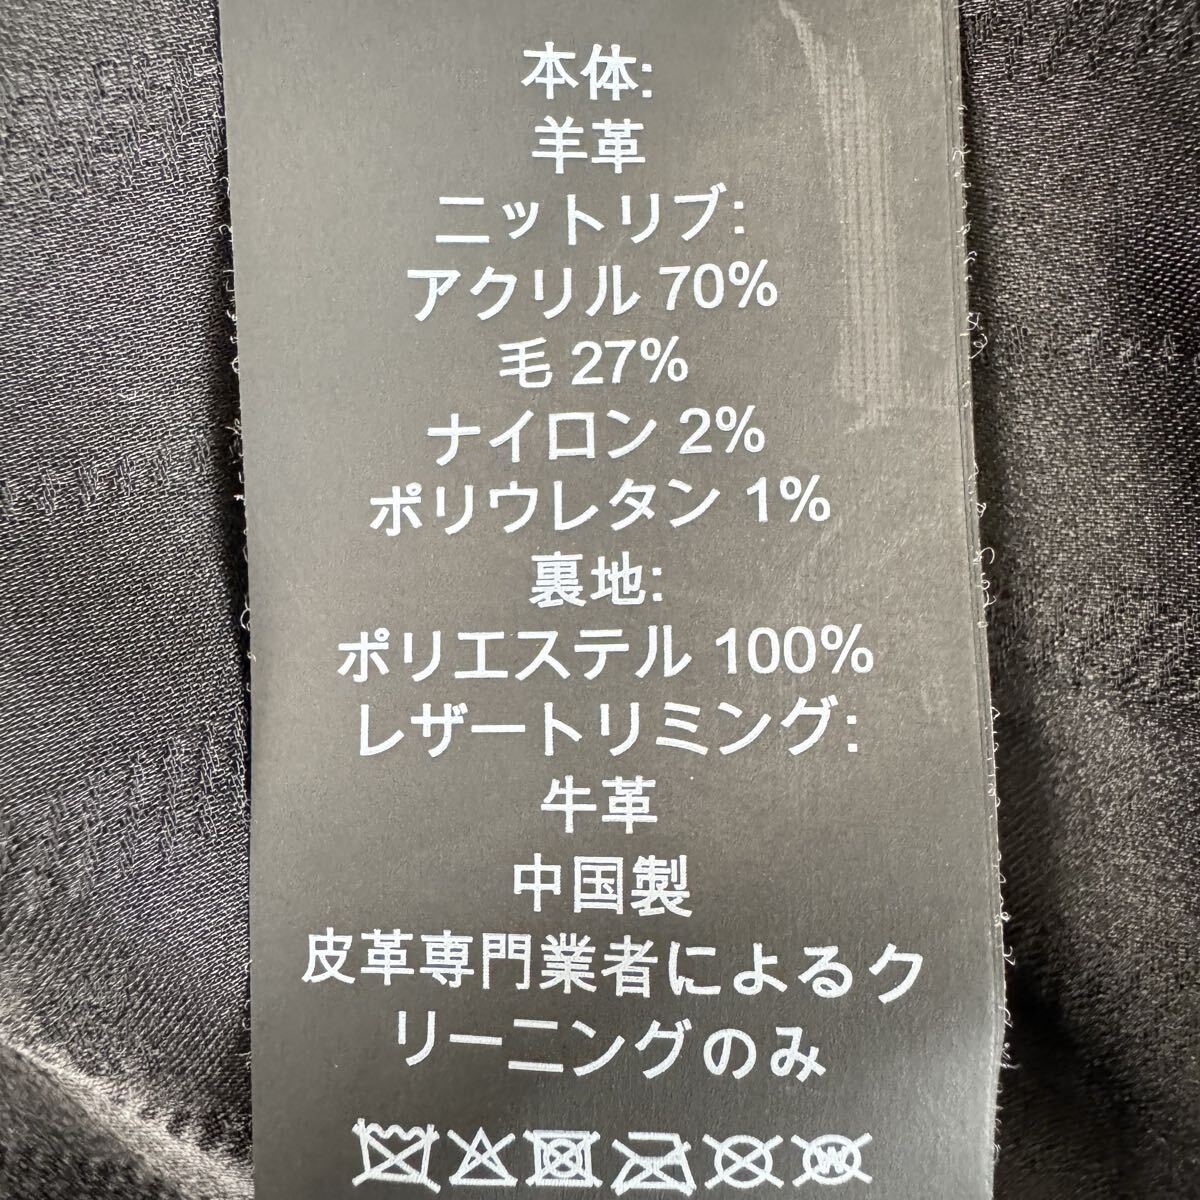 本体:
羊革
ニットリブ:
アクリル 70%
毛 27%
ナイロン 2%
ポリウレタン 1%
裏地:
ポリエステル 100%
レザートリミング:
牛革
中国製
皮革専門業者によるク
リーニングのみ
W